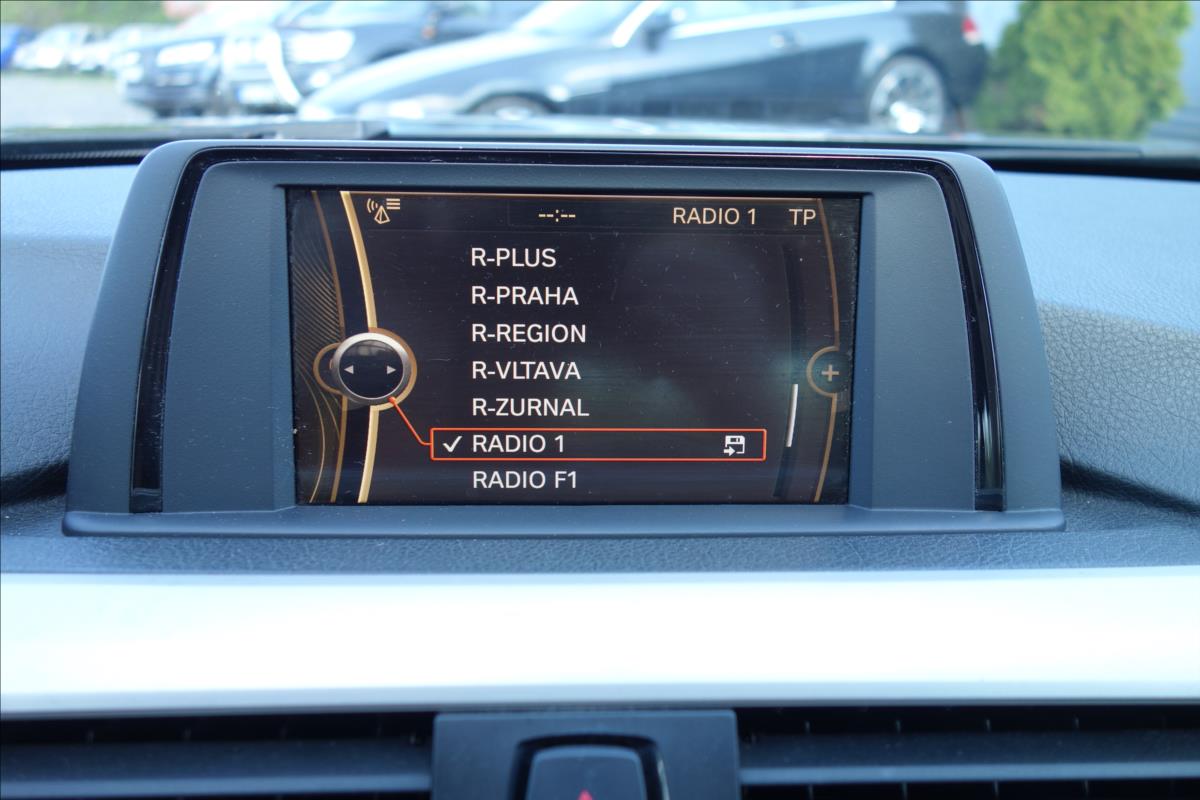 --:-- RADIO 1 TP
R-PLUS
R-PRAHA
R-REGION
R-VLTAVA
R-ZURNAL
✓ RADIO 1
RADIO F1